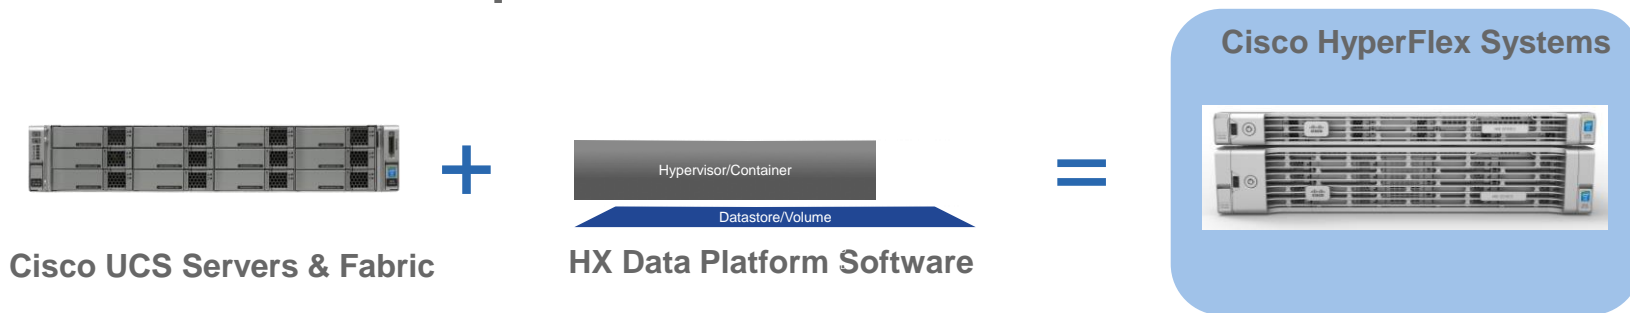 Cisco HyperFlex Systems
+
=
Hypervisor/Container
Datastore/Volume
Cisco UCS Servers & Fabric
HX Data Platform Software